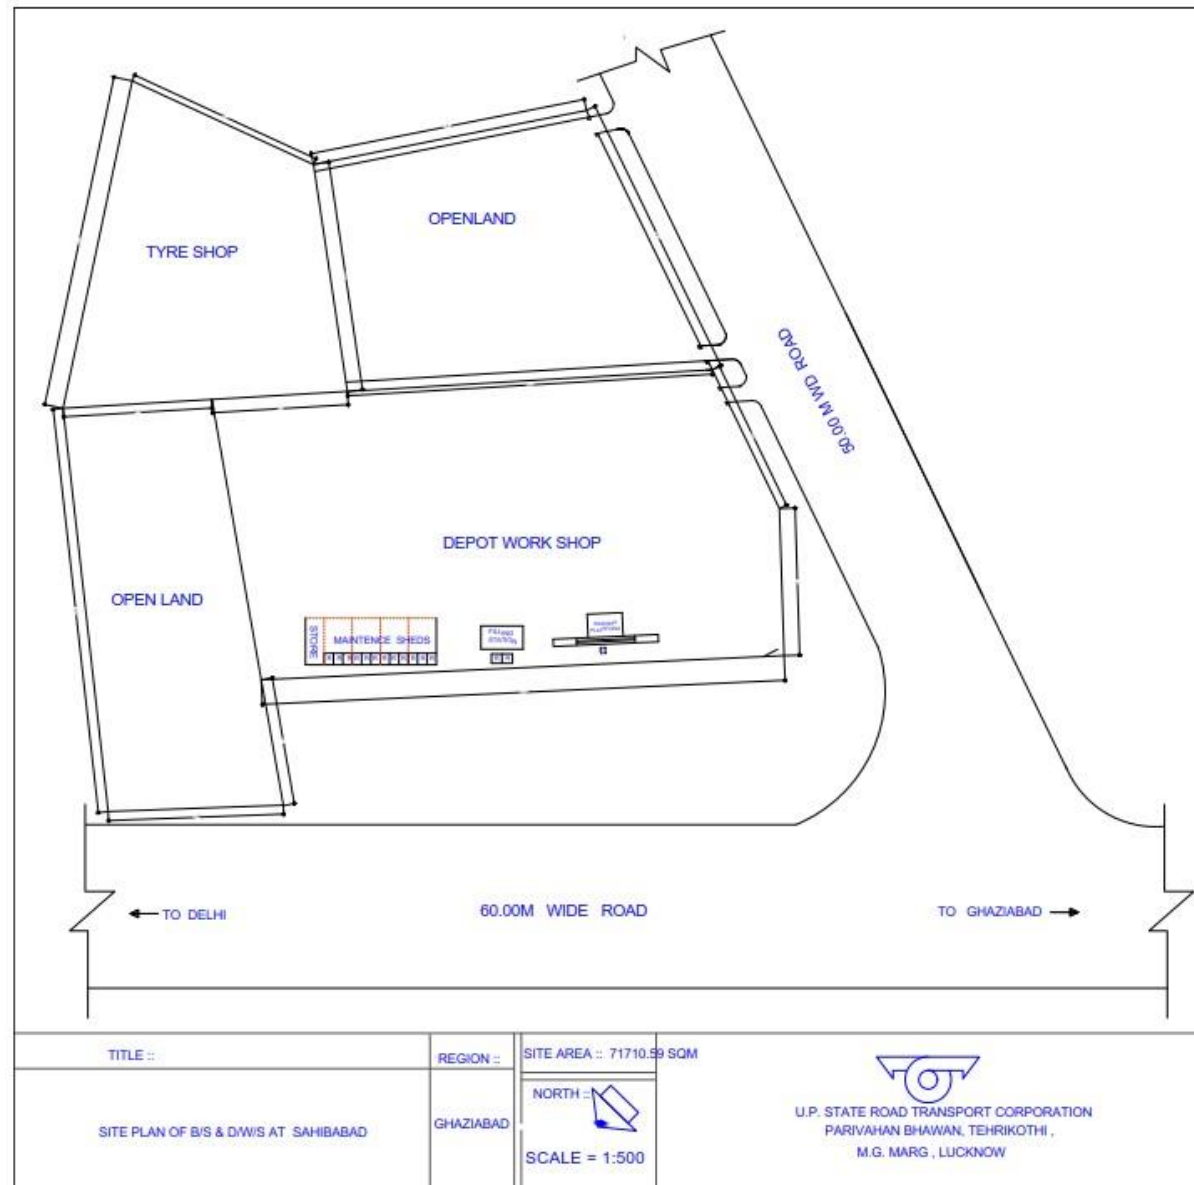 OPENLAND
TYRE SHOP
50.00 M WD ROAD
DEPOT WORK SHOP
OPEN LAND
STORE
MAINTENCE SHEDS
TO DELHI
60.00M WIDE ROAD
TO GHAZIABAD
TITLE ::
REGION ::
SITE AREA :: 71710.59 SQM
SITE PLAN OF B/S & D/W/S AT SAHIBABAD
GHAZIABAD
NORTH ::
SCALE = 1:500
U.P. STATE ROAD TRANSPORT CORPORATION
PARIVAHAN BHAWAN, TEHRIKOTHI ,
M.G. MARG , LUCKNOW